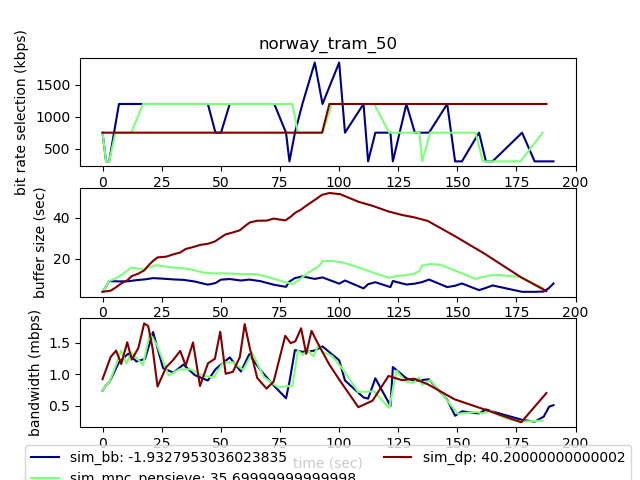 norway_tram_50
bit rate selection (kbps)
1500
1000
500
0 25 50 75 100 125 150 175 200
buffer size (sec)
40
20
0 25 50 75 100 125 150 175 200
bandwidth (mbps)
1.5
1.0
0.5
0 25 50 75 100 125 150 175 200
time (sec)
sim_bb: -1.9327953036023835
sim_dp: 40.20000000000002
sim_mpc_pensieve: 35.69999999999998